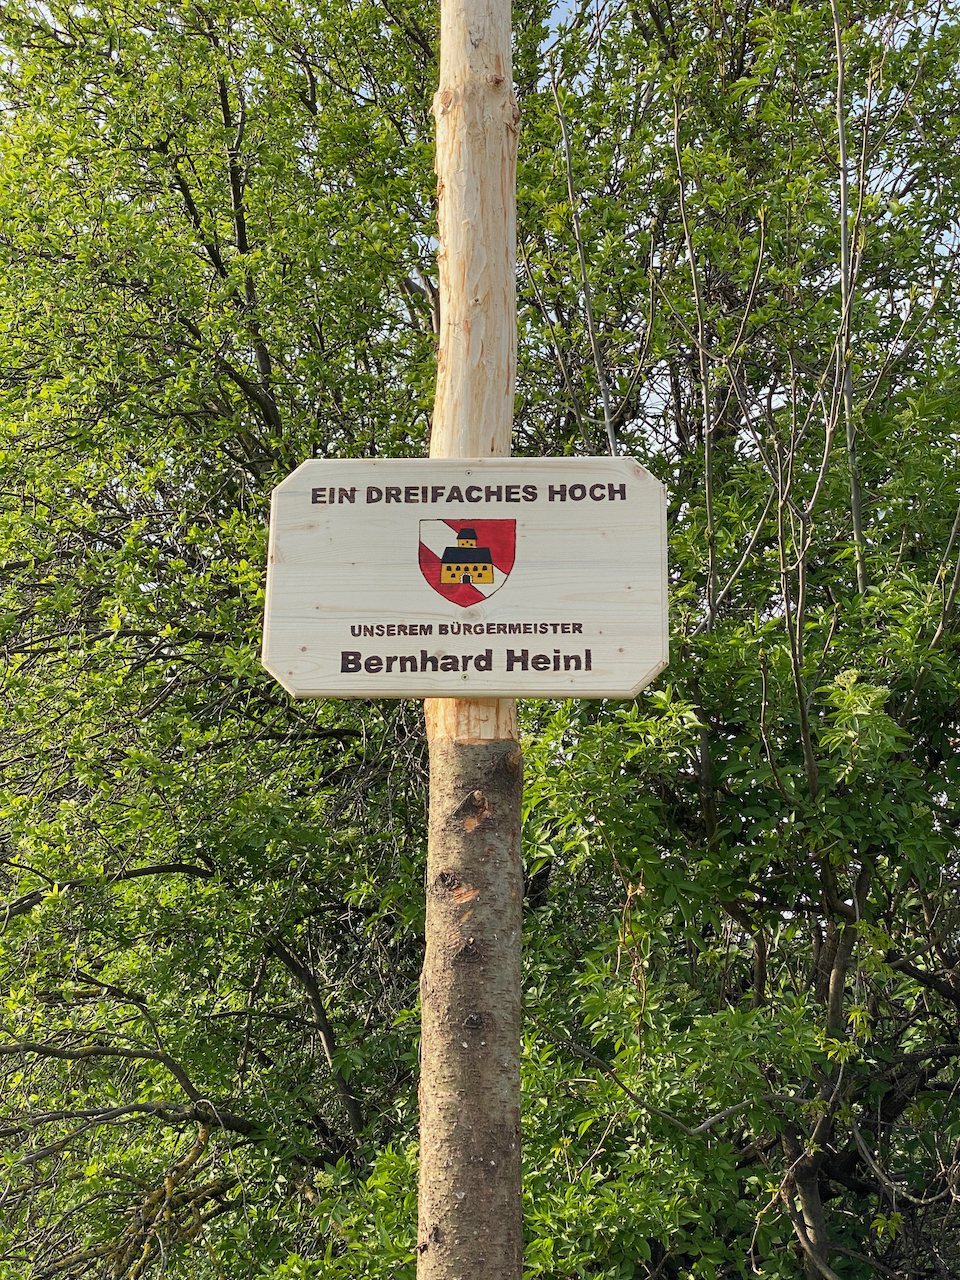 EIN DREIFACHES HOCH
UNSEREM BÜRGERMEISTER
Bernhard Heinl